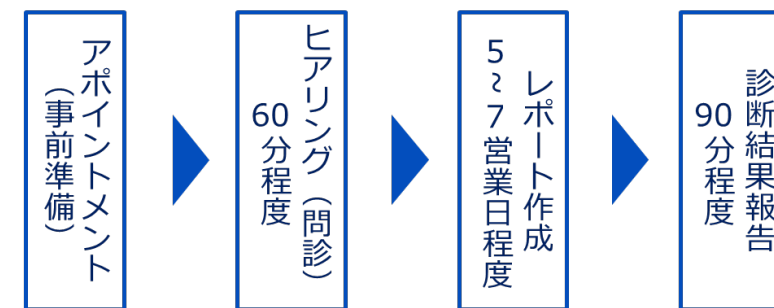 アポイントメント
（事前準備）
ヒアリング（問診）
60分程度
レポート作成
5~7営業日程度
診断結果報告
90分程度